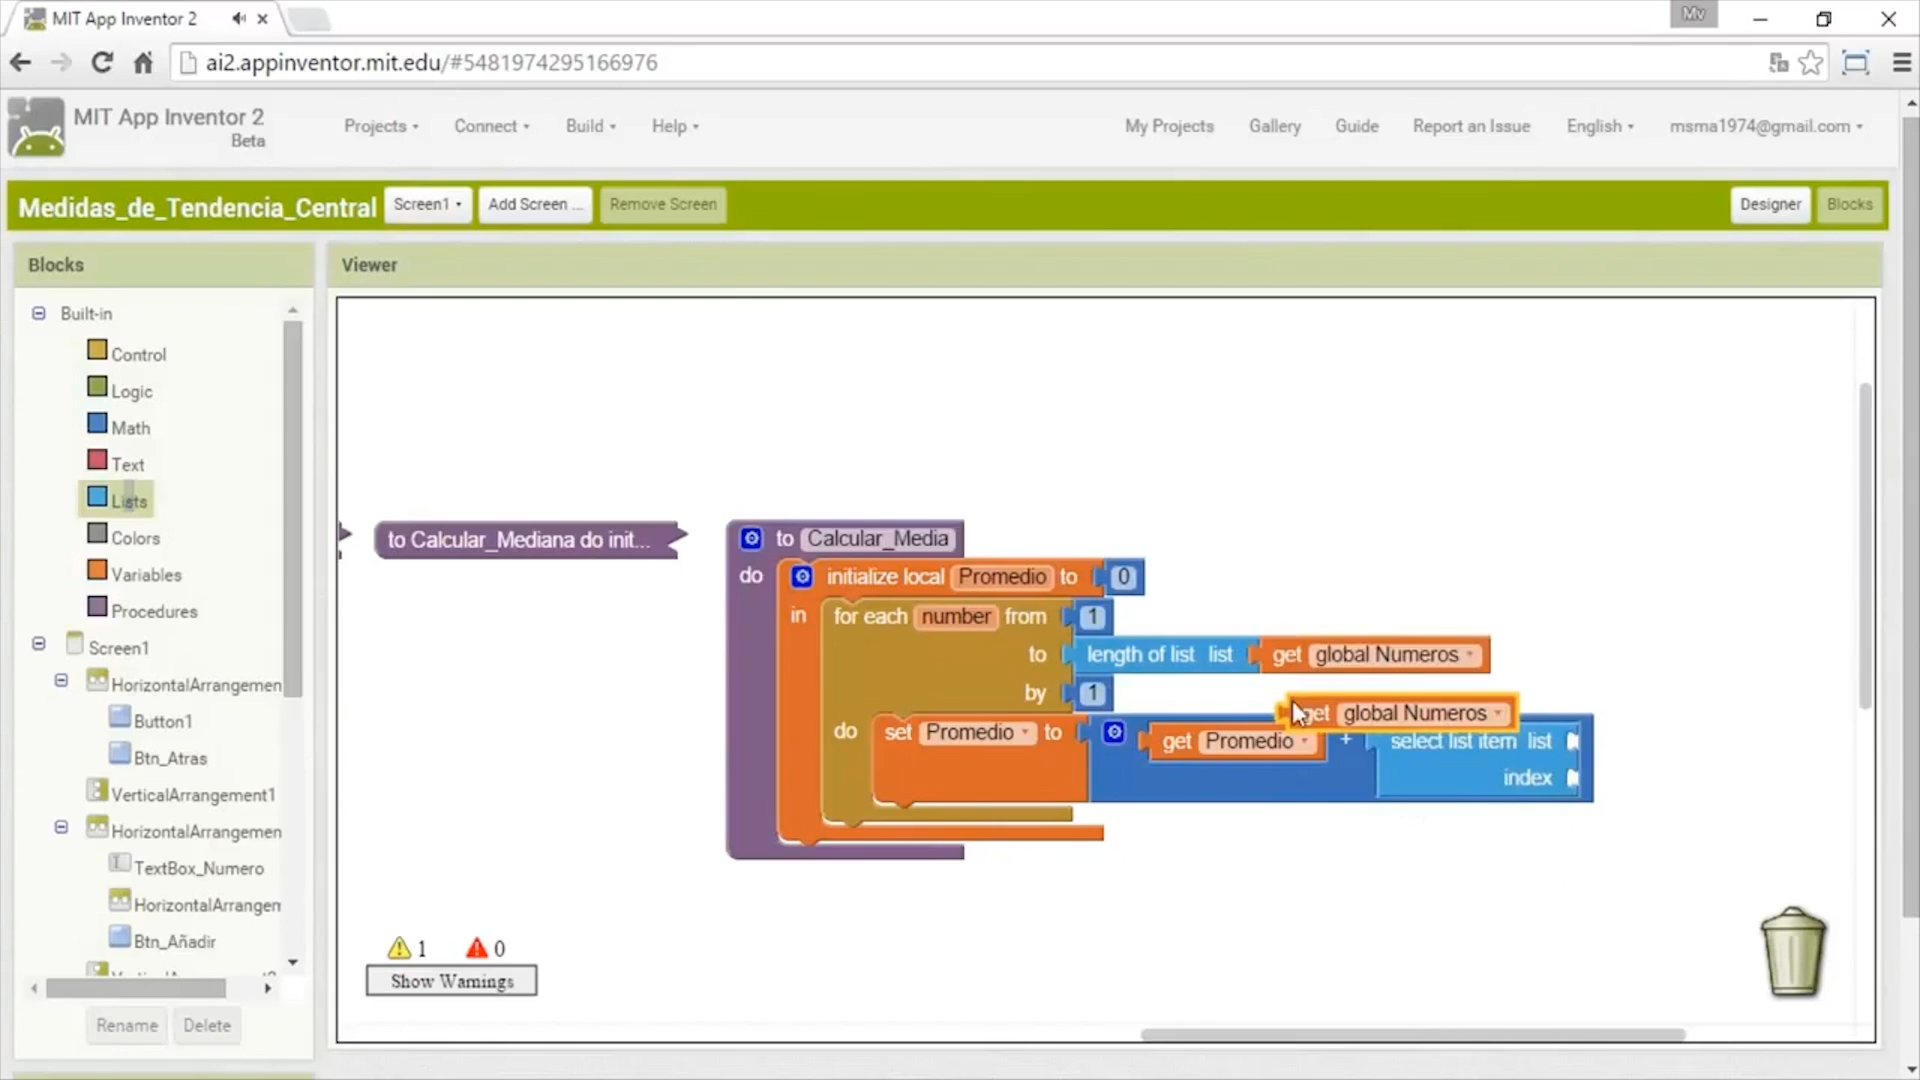 MIT App Inventor 2
Mv
ai2.appinventor.mit.edu/#5481974295166976
MIT App Inventor 2
Beta
Projects
Connect
Build
Help
My Projects
Gallery
Guide
Report an Issue
English
msma1974@gmail.com
Medidas_de_Tendencia_Central
Screen1
Add Screen ...
Remove Screen
Designer
Blocks
Blocks
Viewer
Built-in
Control
Logic
Math
Text
Lists
Colors
Variables
Procedures
Screen1
HorizontalArrangemen
Button1
Btn_Atras
VerticalArrangement1
HorizontalArrangemen
TextBox_Numero
HorizontalArrangen
Btn_Añadir
Rename
Delete
to Calcular_Mediana do init...
to Calcular_Media
do
initialize local Promedio to 0
in
for each number from 1
to length of list list get global Numeros
by 1
get global Numeros
do set Promedio to get Promedio + select list item list
index
1
0
Show Warnings